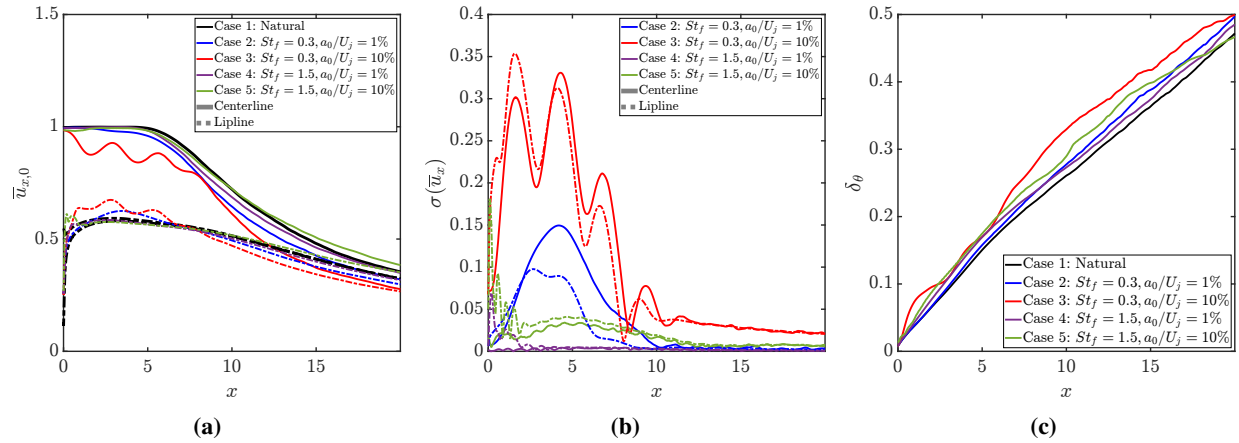 Case 1: Natural
Case 2: St_f = 0.3, a_0/U_j = 1%
Case 3: St_f = 0.3, a_0/U_j = 10%
Case 4: St_f = 1.5, a_0/U_j = 1%
Case 5: St_f = 1.5, a_0/U_j = 10%
Centerline
Lipline
1.5
1
0.5
0
u̅_{x,0}
0 5 10 15
x
(a)
Case 2: St_f = 0.3, a_0/U_j = 1%
Case 3: St_f = 0.3, a_0/U_j = 10%
Case 4: St_f = 1.5, a_0/U_j = 1%
Case 5: St_f = 1.5, a_0/U_j = 10%
Centerline
Lipline
0.4
0.35
0.3
0.25
0.2
0.15
0.1
0.05
0
σ(u̅_x)
0 5 10 15
x
(b)
0.5
0.4
0.3
0.2
0.1
0
δ_θ
Case 1: Natural
Case 2: St_f = 0.3, a_0/U_j = 1%
Case 3: St_f = 0.3, a_0/U_j = 10%
Case 4: St_f = 1.5, a_0/U_j = 1%
Case 5: St_f = 1.5, a_0/U_j = 10%
0 5 10 15 20
x
(c)